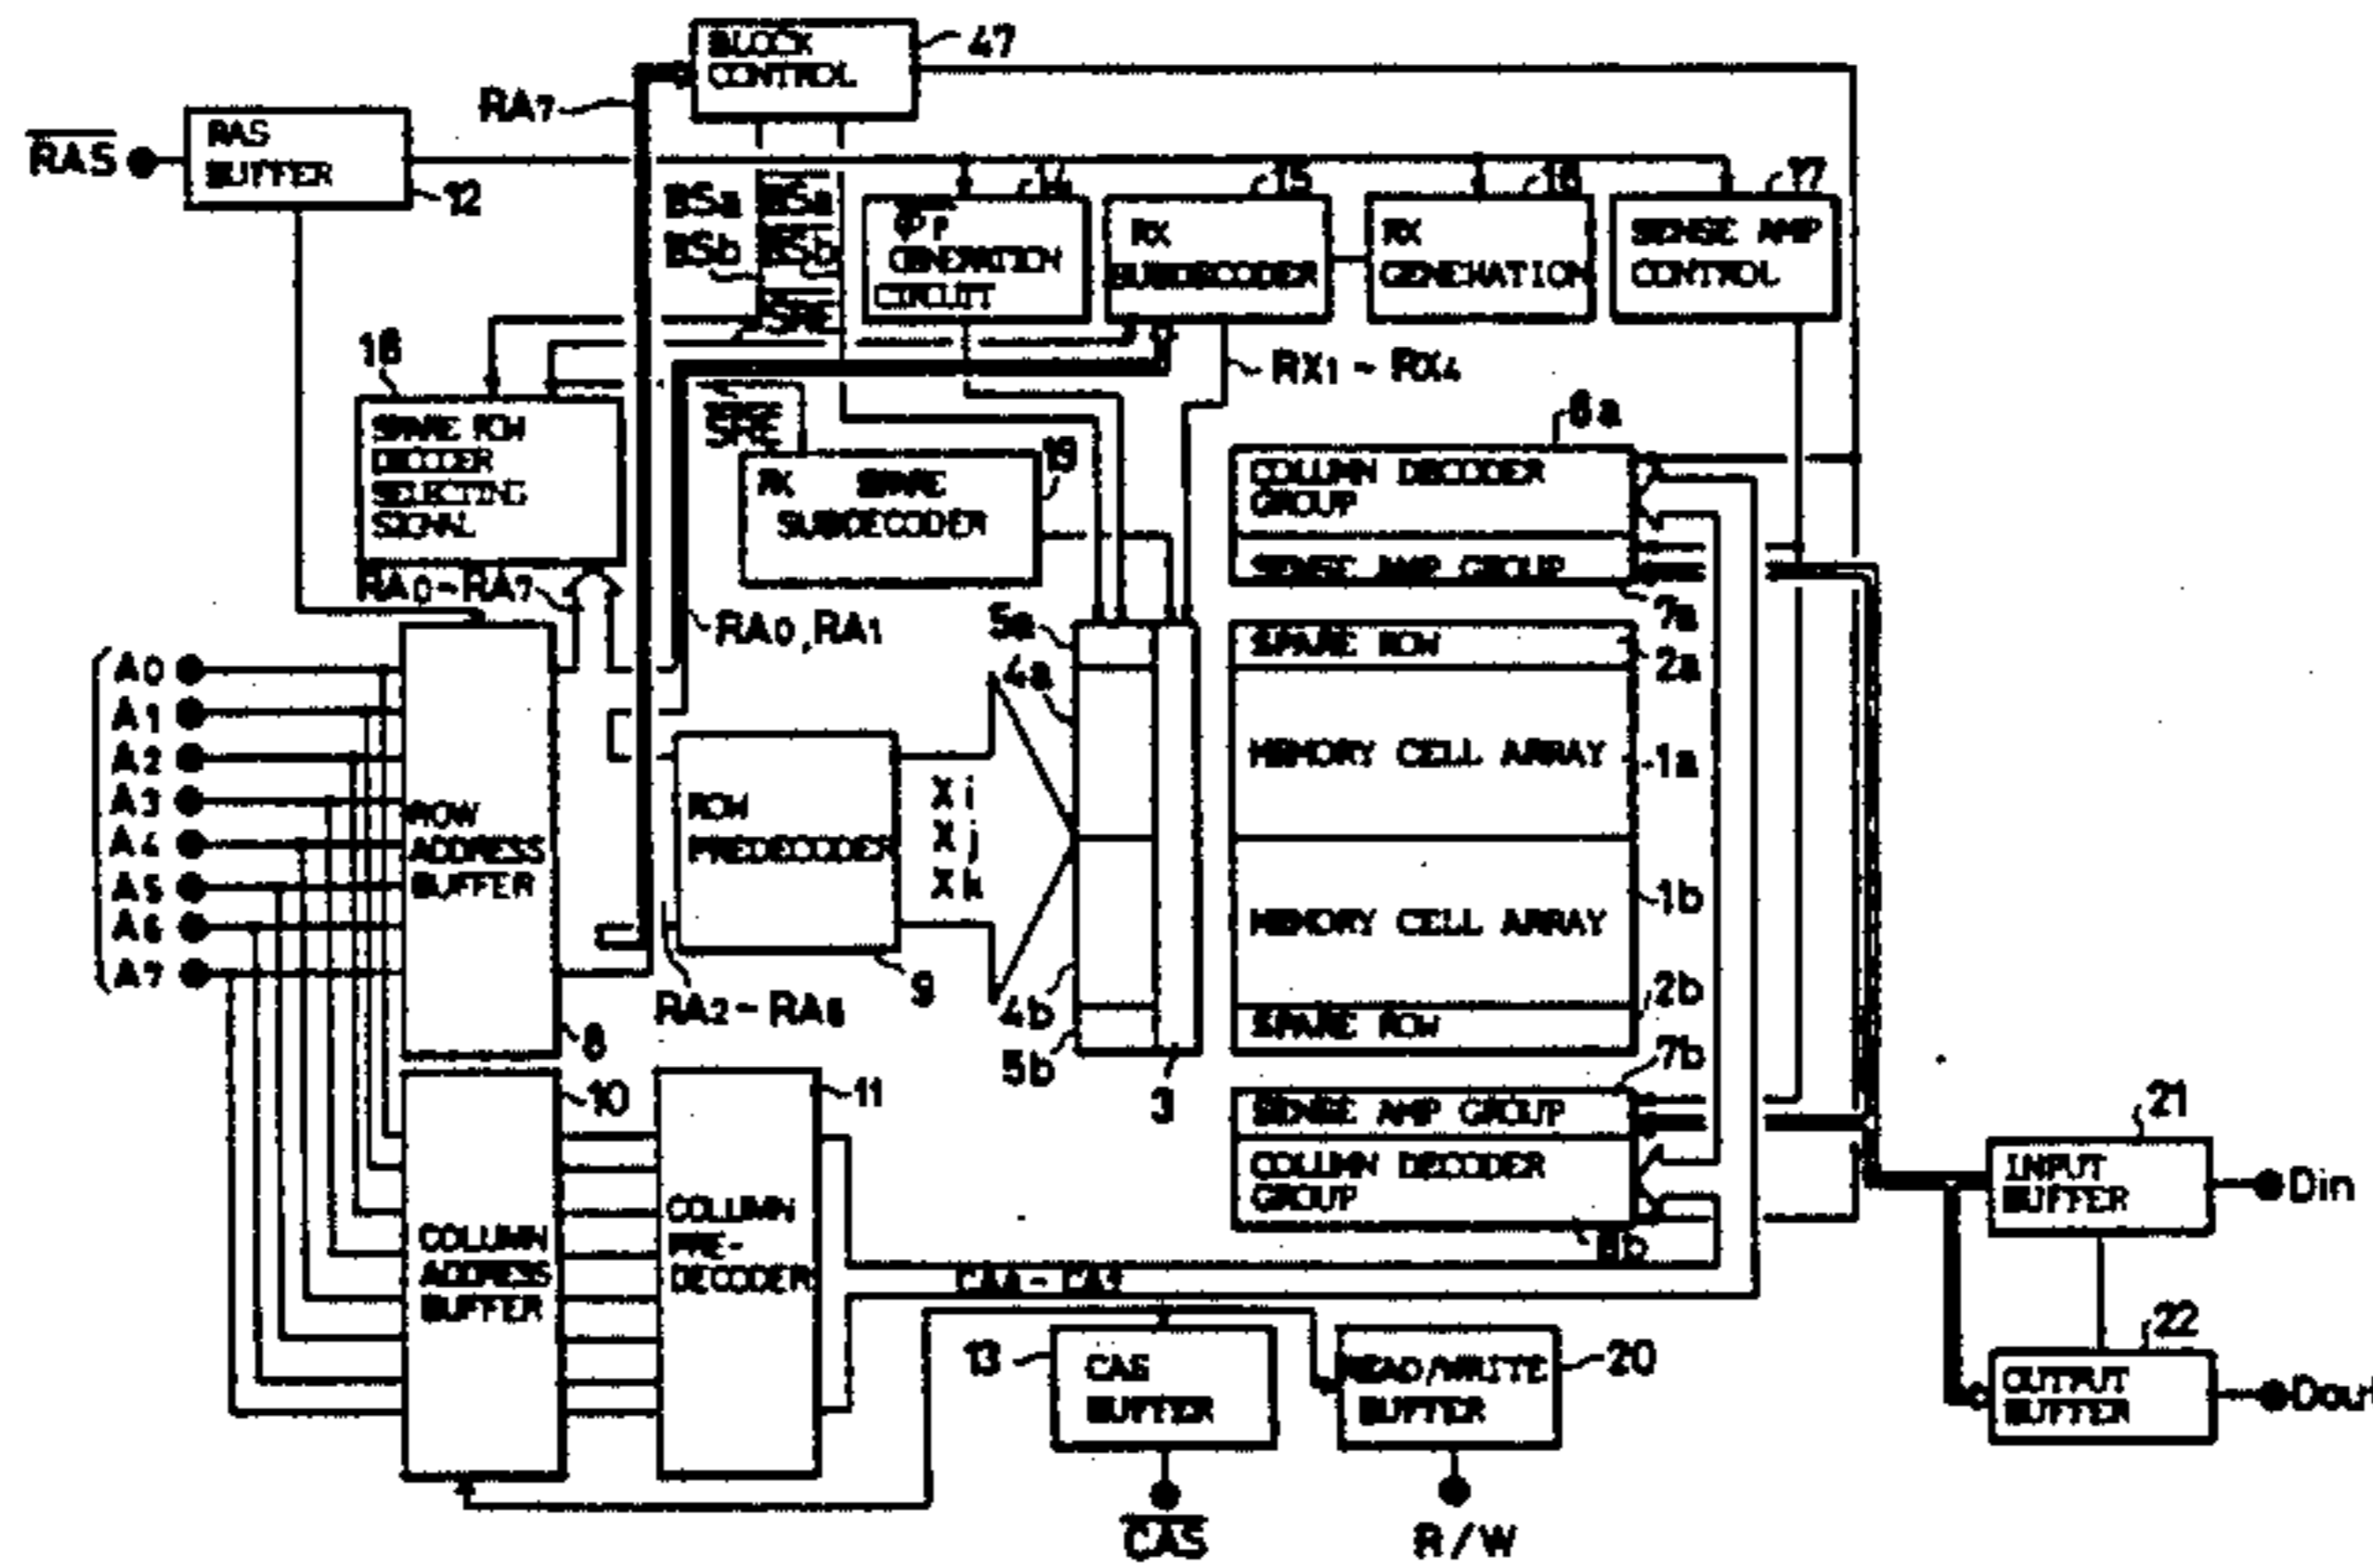 BLOCK
CONTROL
47
RA7
RAS
RAS
BUFFER
12
BSa BSa
BSb BSb
SRE
14
φP
GENERATION
CIRCUIT
15
RX
SUBDECODER
16
RX
GENERATION
17
SENSE AMP
CONTROL
RX1 - RX4
SPARE ROW
DECODER
SELECTING
SIGNAL
SRE
19
RX SPARE
SUBDECODER
6a
COLUMN DECODER
GROUP
SENSE AMP GROUP
7a
RA0-RA7
RA0,RA1
5a
4a
SPARE ROW
2a
MEMORY CELL ARRAY
1a
MEMORY CELL ARRAY
1b
SPARE ROW
2b
A0
A1
A2
A3
A4
A5
A6
A7
ROW
ADDRESS
BUFFER
8
ROW
PREDECODER
9
Xi
Xj
Xk
RA2-RA6
4b
5b
3
7b
SENSE AMP GROUP
COLUMN DECODER
GROUP
6b
10
COLUMN
ADDRESS
BUFFER
11
COLUMN
PRE-
DECODER
13
CAS
BUFFER
CAS
READ/WRITE
BUFFER
20
R/W
21
INPUT
BUFFER
Din
22
OUTPUT
BUFFER
Dout